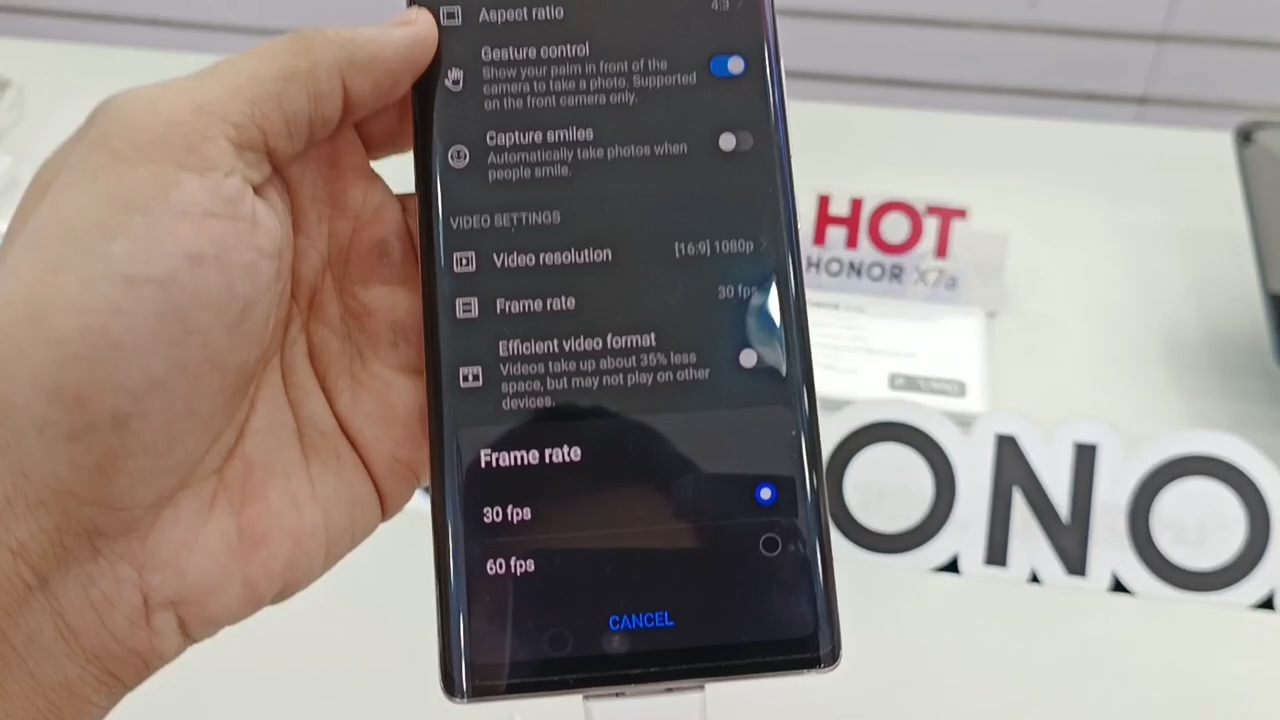 Aspect ratio
4:3
Gesture control
Show your palm in front of the
camera to take a photo. Supported
on the front camera only.
Capture smiles
Automatically take photos when
people smile.
VIDEO SETTINGS
Video resolution
[16:9] 1080p
Frame rate
30 fps
Efficient video format
Videos take up about 35% less
space, but may not play on other
devices.
Frame rate
30 fps
60 fps
CANCEL
HOT
HONOR X7a
ONO